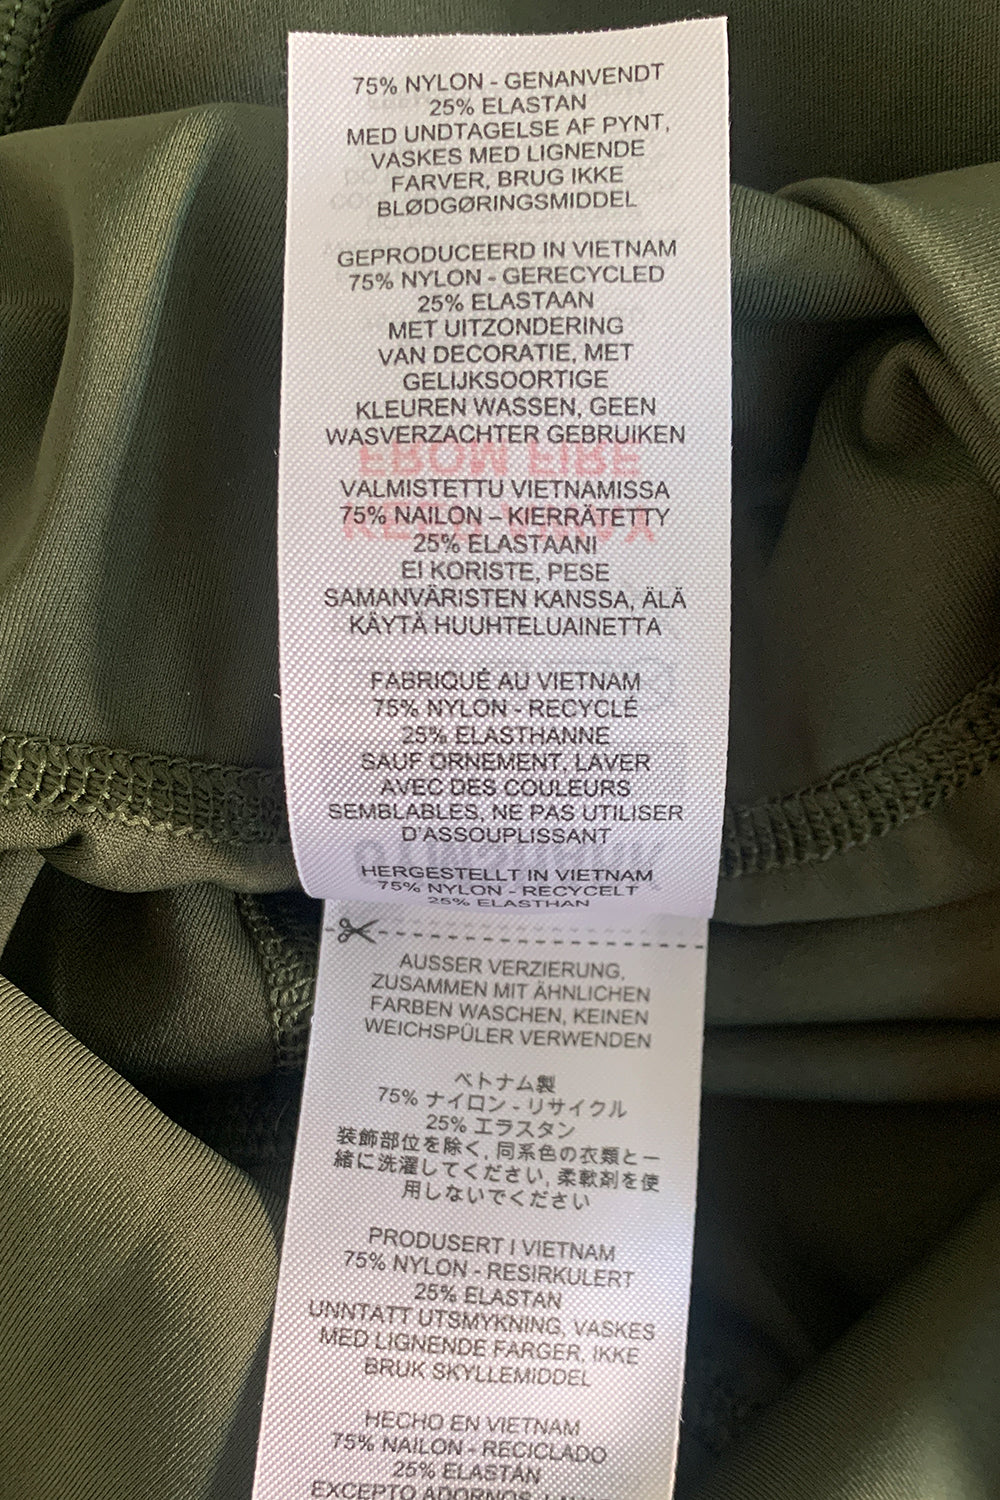 75% NYLON - GENANVENDT
25% ELASTAN
MED UNDTAGELSE AF PYNT,
VASKES MED LIGNENDE
FARVER, BRUG IKKE
BLØDGØRINGSMIDDEL
GEPRODUCEERD IN VIETNAM
75% NYLON - GERECYCLED
25% ELASTAAN
MET UITZONDERING
VAN DECORATIE, MET
GELIJKSOORTIGE
KLEUREN WASSEN, GEEN
WASVERZACHTER GEBRUIKEN
FROM FIRE
VALMISTETTU VIETNAMISSA
75% NAILON – KIERRÄTETTY
KEEP AWAY
25% ELASTAANI
EI KORISTE, PESE
SAMANVÄRISTEN KANSSA, ÄLÄ
KÄYTÄ HUUHTELUAINETTA
FABRIQUÉ AU VIETNAM
75% NYLON - RECYCLÉ
25% ELASTHANNE
SAUF ORNEMENT, LAVER
AVEC DES COULEURS
SEMBLABLES, NE PAS UTILISER
D'ASSOUPLISSANT
HERGESTELLT IN VIETNAM
75% NYLON - RECYCELT
25% ELASTHAN
AUSSER VERZIERUNG,
ZUSAMMEN MIT ÄHNLICHEN
FARBEN WASCHEN, KEINEN
WEICHSPÜLER VERWENDEN
ベトナム製
75% ナイロン - リサイクル
25% エラスタン
装飾部位を除く, 同系色の衣類と一
緒に洗濯してください, 柔軟剤を使
用しないでください
PRODUSERT I VIETNAM
75% NYLON - RESIRKULERT
25% ELASTAN
UNNTATT UTSMYKNING, VASKES
MED LIGNENDE FARGER, IKKE
BRUK SKYLLEMIDDEL
HECHO EN VIETNAM
75% NAILON - RECICLADO
25% ELASTÁN
EXCEPTO ADORNOS,